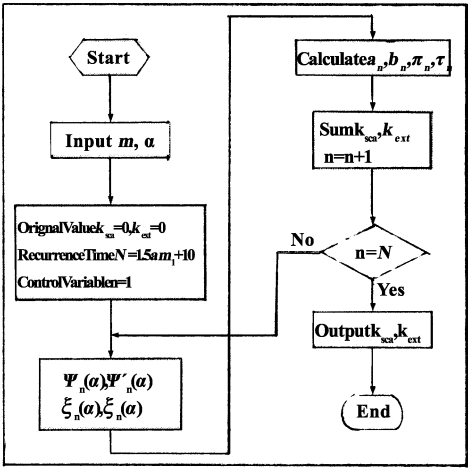 Start
Input m, α
OrignalValuek_sca=0,k_ext=0
RecurrenceTimeN=1.5am_1+10
ControlVariablen=1
Ψ_n(α),Ψ´_n(α)
ξ_n(α),ξ_n(α)
Calculatea_n,b_n,π_n,τ_n
Sumk_sca,k_ext
n=n+1
No
n=N
Yes
Outputk_sca,k_ext
End